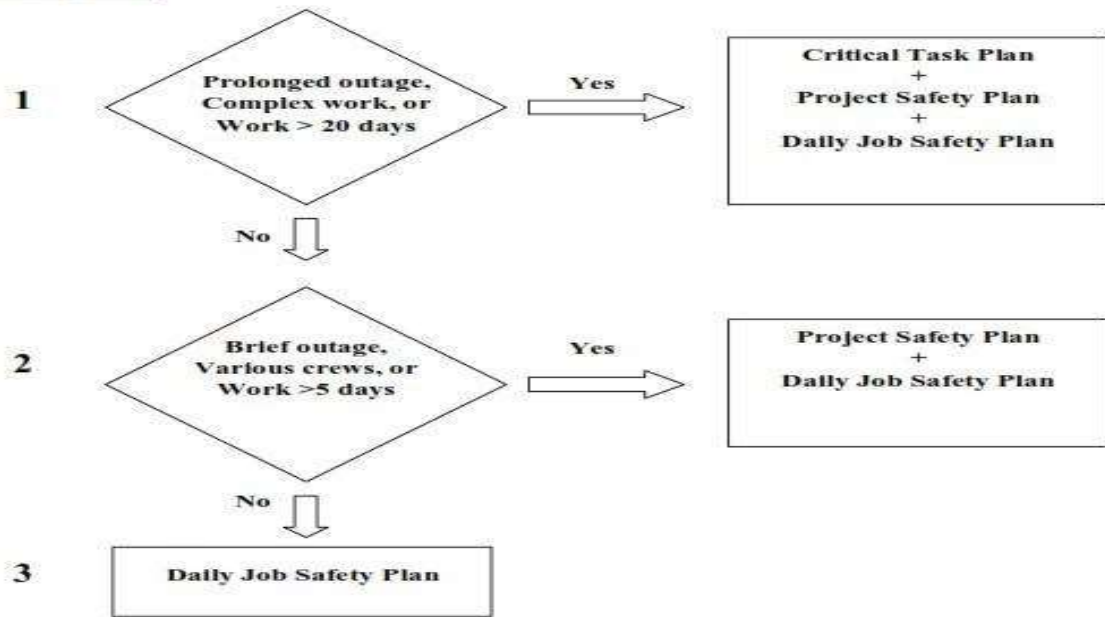 1
Prolonged outage,
Complex work, or
Work > 20 days
Yes
Critical Task Plan
+
Project Safety Plan
+
Daily Job Safety Plan
No
2
Brief outage,
Various crews, or
Work >5 days
Yes
Project Safety Plan
+
Daily Job Safety Plan
No
3
Daily Job Safety Plan